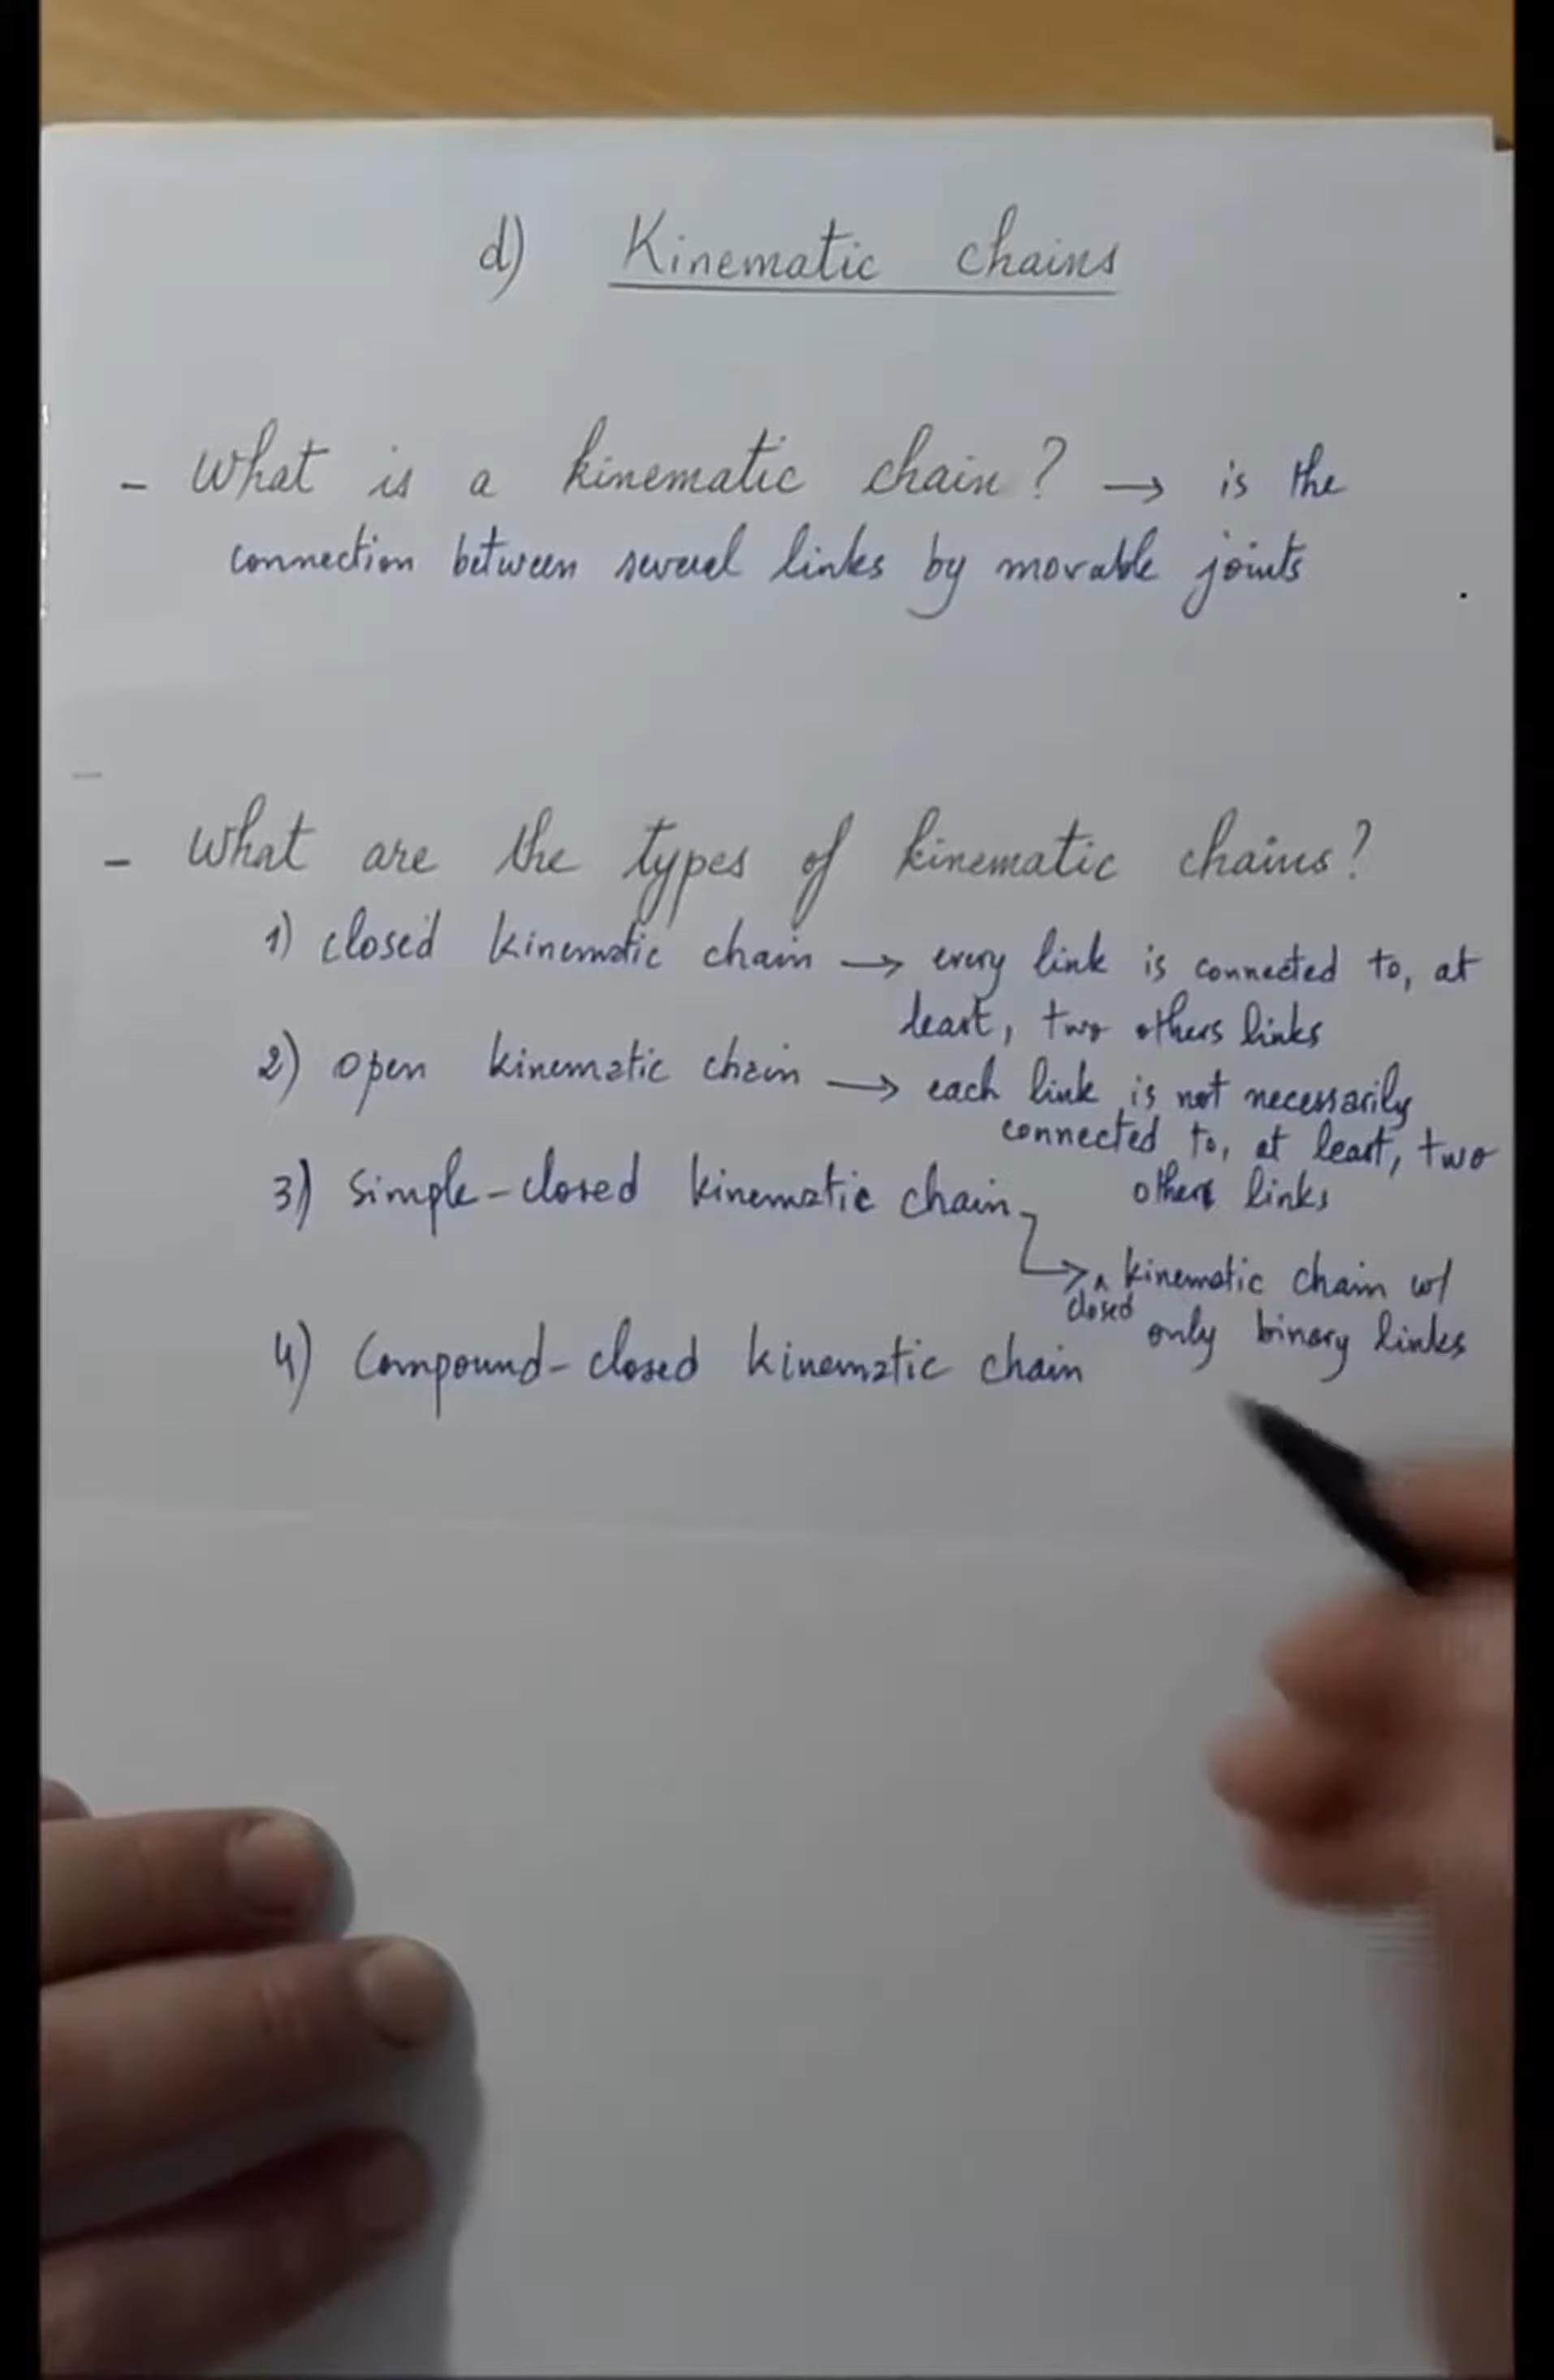 d) Kinematic chains
- What is a kinematic chain? → is the
connection between several links by movable joints
- What are the types of kinematic chains?
1) closed kinematic chain → every link is connected to, at
least, two others links
2) open kinematic chain → each link is not necessarily
connected to, at least, two
others links
3) Simple-closed kinematic chain
→ ^ kinematic chain w/
closed
only binary links
4) Compound-closed kinematic chain